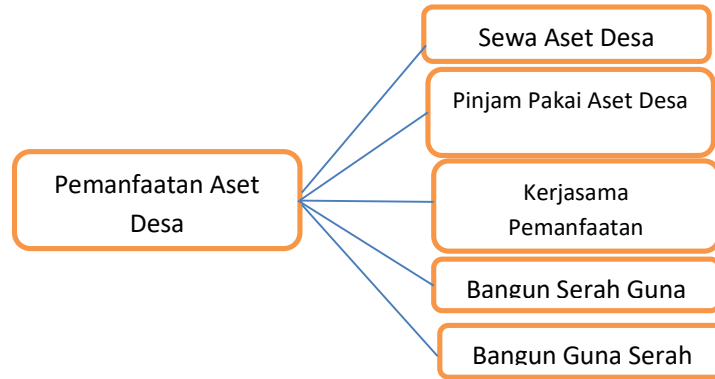 Sewa Aset Desa
Pinjam Pakai Aset Desa
Pemanfaatan Aset
Desa
Kerjasama
Pemanfaatan
Bangun Serah Guna
Bangun Guna Serah